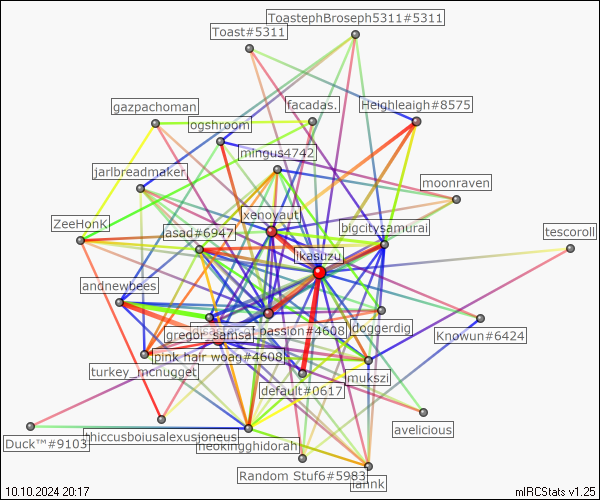 ToastephBroseph5311#5311
Toast#5311
gazpachoman
facadas.
Heighleaigh#8575
ogshroom
mingus4742
jarlbreadmaker
moonraven
xenovaut
ZeeHonK
asad#6947
bigcitysamurai
tescoroll
ikasuzu
andnewbees
passion#4608
gregor_samsa
doggerdig
Knowun#6424
pink hair woag#4608
turkey_mcnugget
mukszi
default#0617
avelicious
Duck™#9103
thiccusboiusalexusjoneus
neokingghidorah
Random Stuf6#5983
iannk
10.10.2024 20:17
mIRCStats v1.25